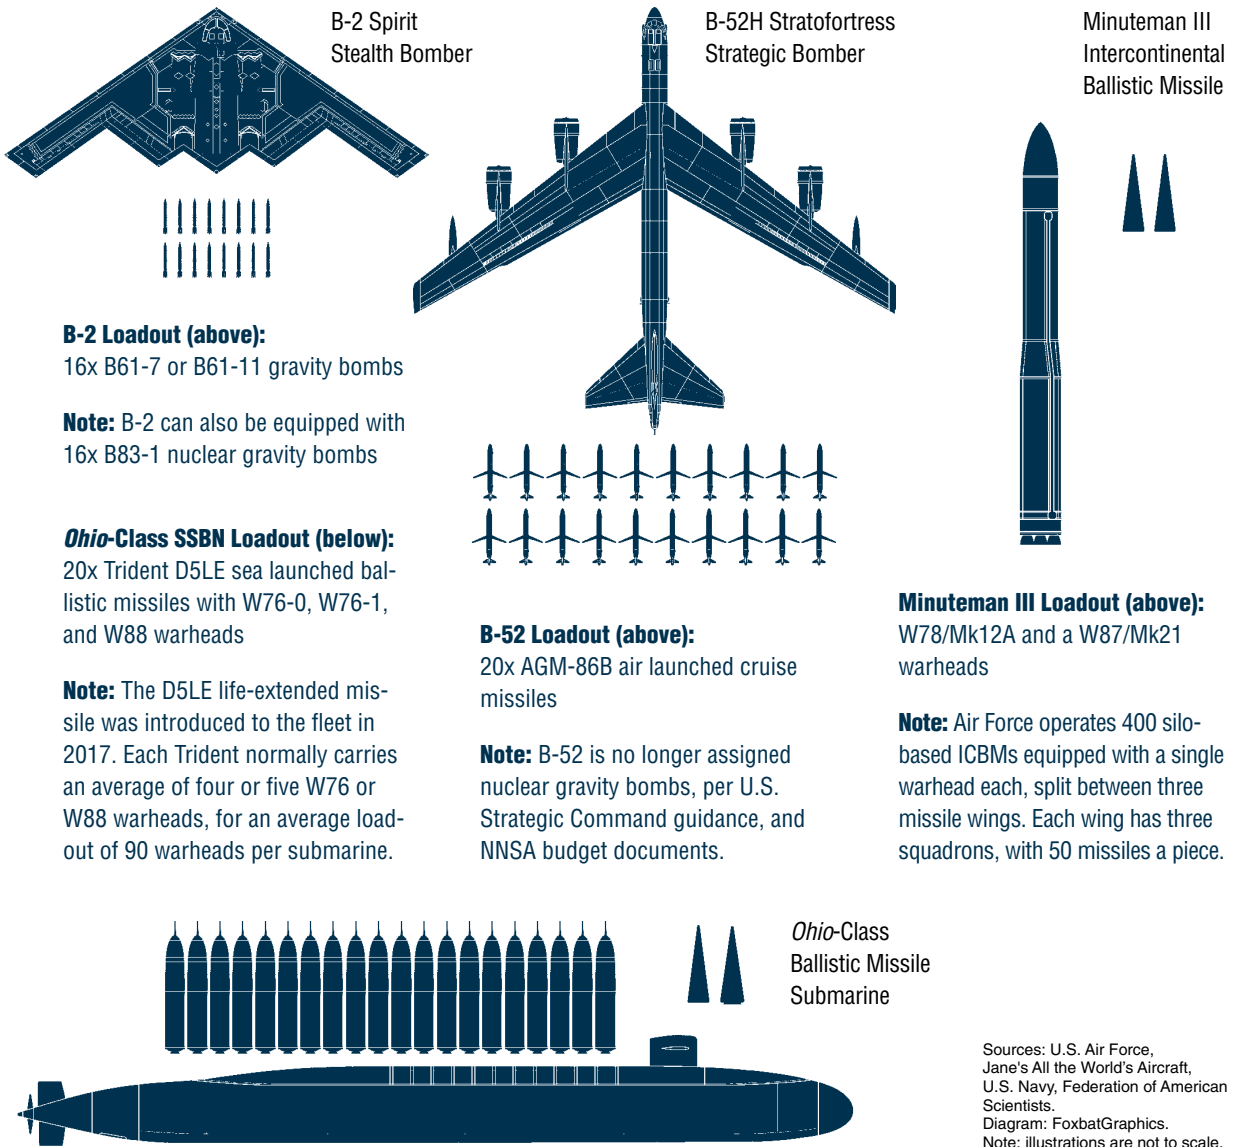 B-2 Spirit
Stealth Bomber
B-52H Stratofortress
Strategic Bomber
Minuteman III
Intercontinental
Ballistic Missile
B-2 Loadout (above):
16x B61-7 or B61-11 gravity bombs
Note: B-2 can also be equipped with
16x B83-1 nuclear gravity bombs
Ohio-Class SSBN Loadout (below):
20x Trident D5LE sea launched bal-
listic missiles with W76-0, W76-1,
and W88 warheads
Note: The D5LE life-extended mis-
sile was introduced to the fleet in
2017. Each Trident normally carries
an average of four or five W76 or
W88 warheads, for an average load-
out of 90 warheads per submarine.
B-52 Loadout (above):
20x AGM-86B air launched cruise
missiles
Note: B-52 is no longer assigned
nuclear gravity bombs, per U.S.
Strategic Command guidance, and
NNSA budget documents.
Minuteman III Loadout (above):
W78/Mk12A and a W87/Mk21
warheads
Note: Air Force operates 400 silo-
based ICBMs equipped with a single
warhead each, split between three
missile wings. Each wing has three
squadrons, with 50 missiles a piece.
Ohio-Class
Ballistic Missile
Submarine
Sources: U.S. Air Force,
Jane's All the World's Aircraft,
U.S. Navy, Federation of American
Scientists.
Diagram: FoxbatGraphics.
Note: illustrations are not to scale.